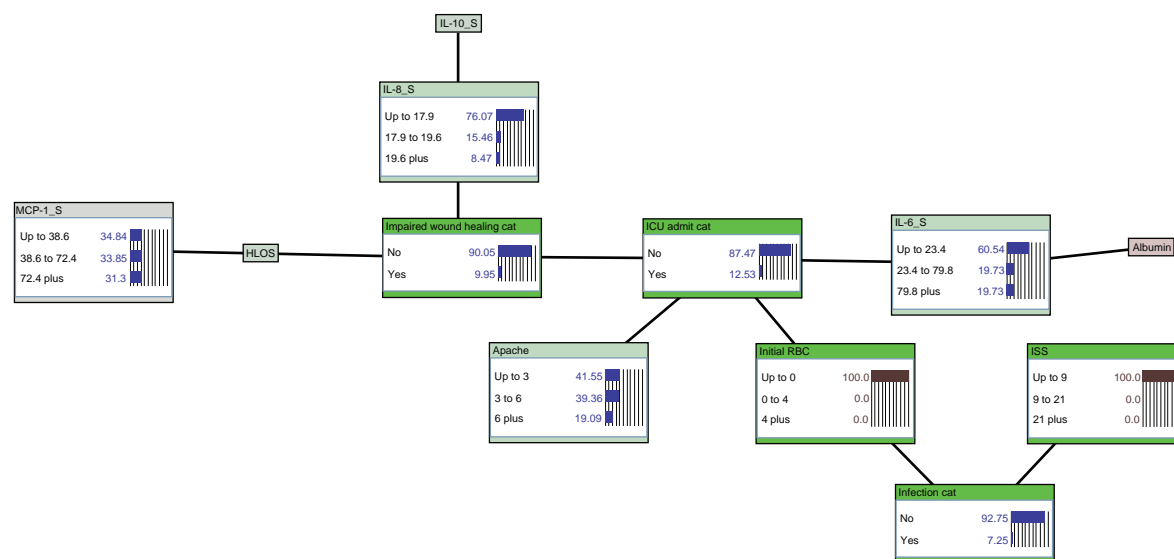 IL-10_S
IL-8_S
Up to 17.9 76.07
17.9 to 19.6 15.46
19.6 plus 8.47
MCP-1_S
Up to 38.6 34.84
38.6 to 72.4 33.85
72.4 plus 31.3
HLOS
Impaired wound healing cat
No 90.05
Yes 9.95
ICU admit cat
No 87.47
Yes 12.53
IL-6_S
Up to 23.4 60.54
23.4 to 79.8 19.73
79.8 plus 19.73
Albumin
Apache
Up to 3 41.55
3 to 6 39.36
6 plus 19.09
Initial RBC
Up to 0 100.0
0 to 4 0.0
4 plus 0.0
ISS
Up to 9 100.0
9 to 21 0.0
21 plus 0.0
Infection cat
No 92.75
Yes 7.25